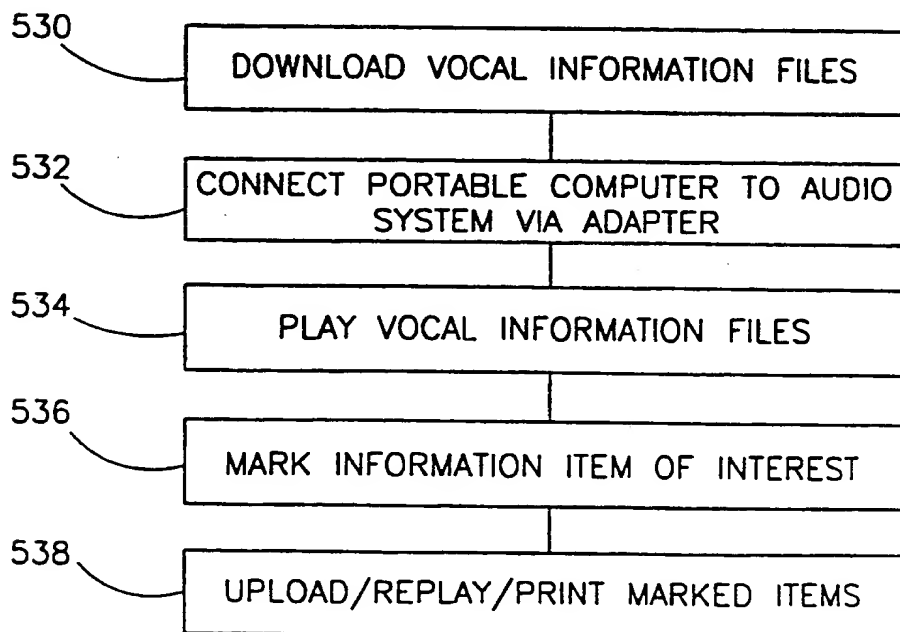 530
DOWNLOAD VOCAL INFORMATION FILES
532
CONNECT PORTABLE COMPUTER TO AUDIO
SYSTEM VIA ADAPTER
534
PLAY VOCAL INFORMATION FILES
536
MARK INFORMATION ITEM OF INTEREST
538
UPLOAD/REPLAY/PRINT MARKED ITEMS